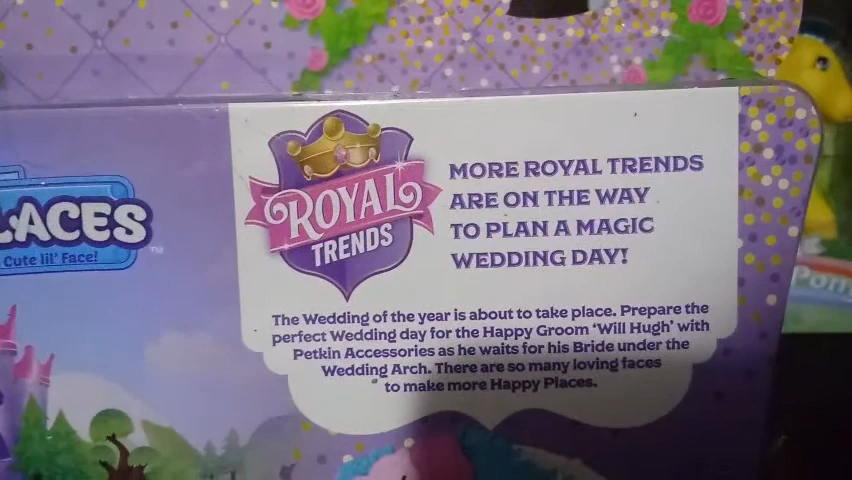 LACES
Cute lil' Face!
TM
ROYAL
TRENDS
MORE ROYAL TRENDS
ARE ON THE WAY
TO PLAN A MAGIC
WEDDING DAY!
The Wedding of the year is about to take place. Prepare the
perfect Wedding day for the Happy Groom ‘Will Hugh’ with
Petkin Accessories as he waits for his Bride under the
Wedding Arch. There are so many loving faces
to make more Happy Places.
Pony